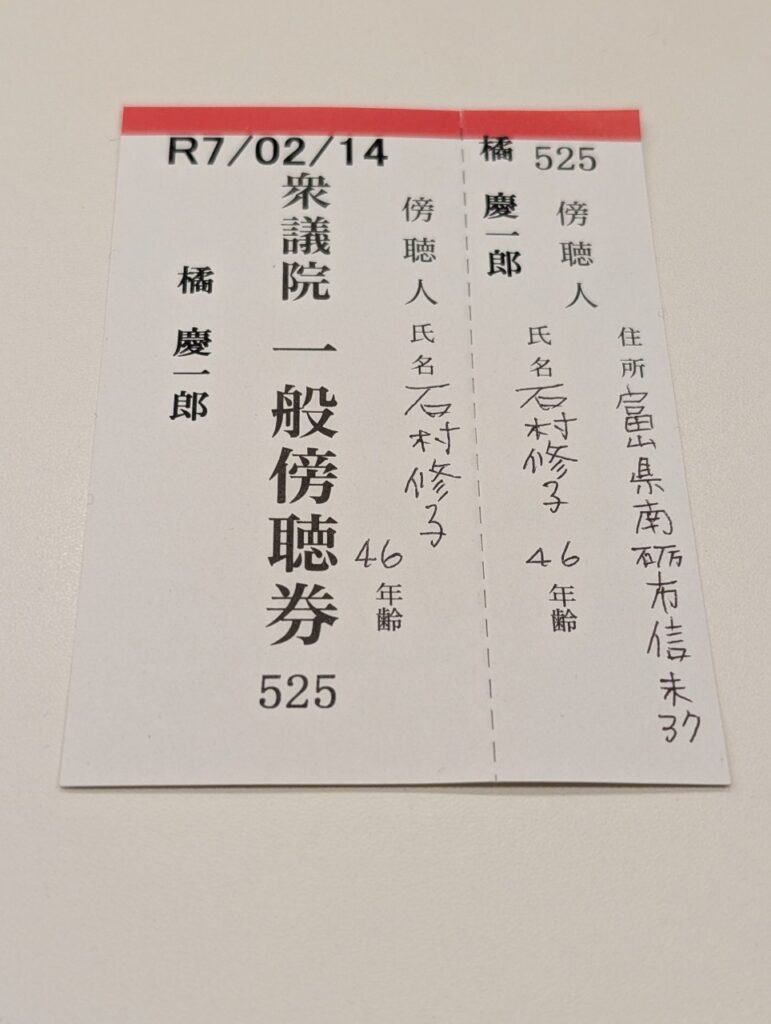 橘 慶一郎
525
傍聴人
住所 富山県南砺市信末37
氏名 石村修子
46 年齢
R7/02/14
傍聴人
氏名 石村修子
46 年齢
衆議院 一般傍聴券
525
橘 慶一郎